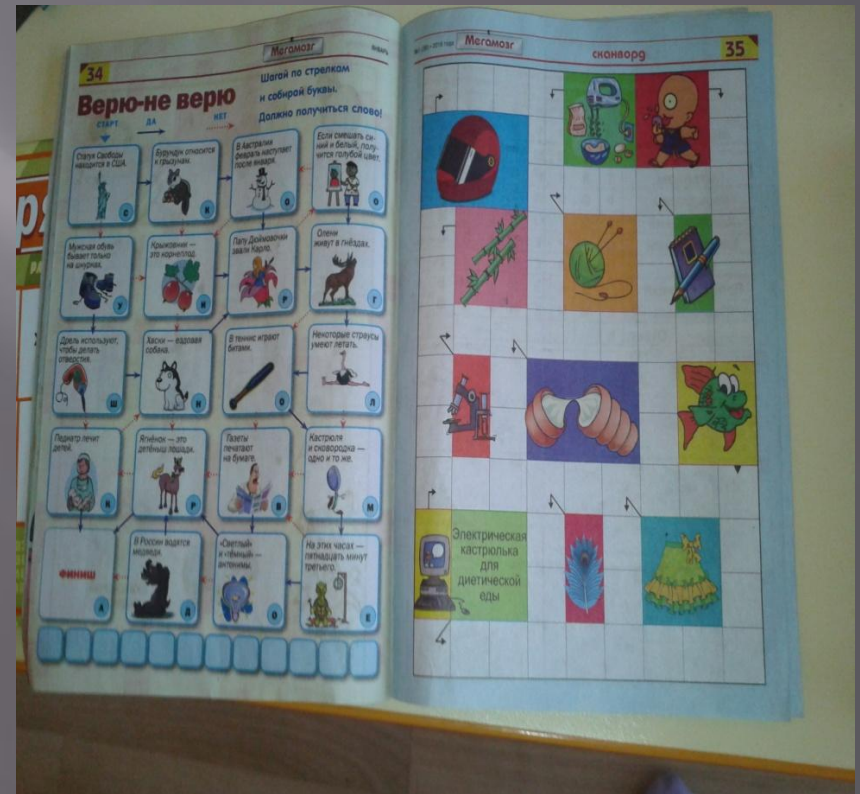 34
Мегамозг
ЯНВАРЬ
Верю-не верю
Шагай по стрелкам
и собирай буквы.
Должно получиться слово!
СТАРТ
ДА
НЕТ
Статуя Свободы
находится в США.
С
Бурундук относится
к грызунам.
К
В Австралии
февраль наступает
после января.
О
Если смешать си-
ний и белый, полу-
чится голубой цвет.
О
Мужская обувь
бывает только
на шнурках.
У
Крыжовник —
это корнеплод.
И
Папу Дюймовочки
звали Карло.
Р
Олени
живут в гнёздах.
Г
Дрель используют,
чтобы делать
отверстия.
Ш
Хаски — ездовая
собака.
Н
В теннис играют
битами.
О
Некоторые страусы
умеют летать.
Л
Педиатр лечит
детей.
Ягнёнок — это
детёныш лошади.
Р
Газеты
печатают
на бумаге.
В
Кастрюля
и сковородка —
одно и то же.
М
ФИНИШ
А
В России водятся
медведи.
Д
«Светлый»
и «тёмный» —
антонимы.
О
На этих часах —
пятнадцать минут
третьего.
Е
Мегамозг
сканворд
35
Электрическая
кастрюлька
для
диетической
еды